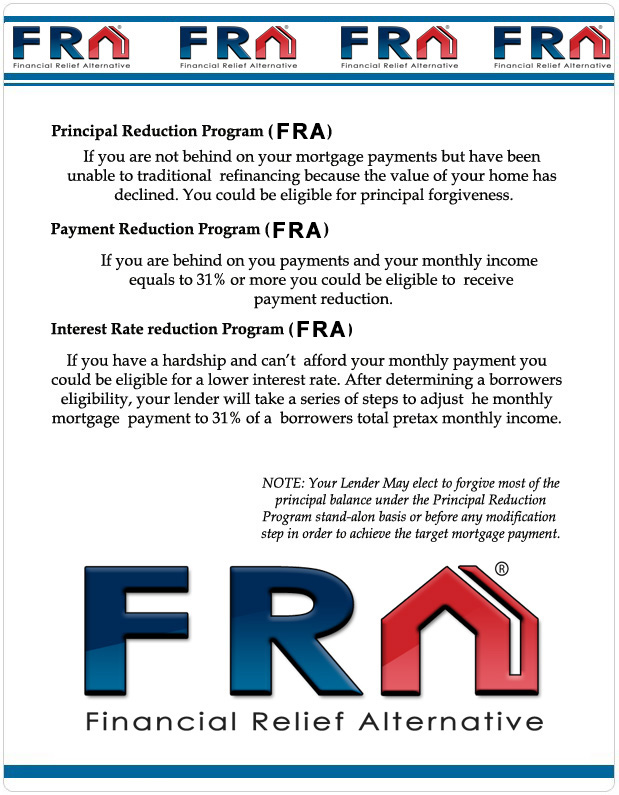 FRA FRA FRA FRA
Financial Relief Alternative Financial Relief Alternative Financial Relief Alternative Financial Relief Alternative
Principal Reduction Program (FRA)
If you are not behind on your mortgage payments but have been
unable to traditional refinancing because the value of your home has
declined. You could be eligible for principal forgiveness.
Payment Reduction Program (FRA)
If you are behind on you payments and your monthly income
equals to 31% or more you could be eligible to receive
payment reduction.
Interest Rate reduction Program (FRA)
If you have a hardship and can't afford your monthly payment you
could be eligible for a lower interest rate. After determining a borrowers
eligibility, your lender will take a series of steps to adjust he monthly
mortgage payment to 31% of a borrowers total pretax monthly income.
NOTE: Your Lender May elect to forgive most of the
principal balance under the Principal Reduction
Program stand-alon basis or before any modification
step in order to achieve the target mortgage payment.
FRA®
Financial Relief Alternative